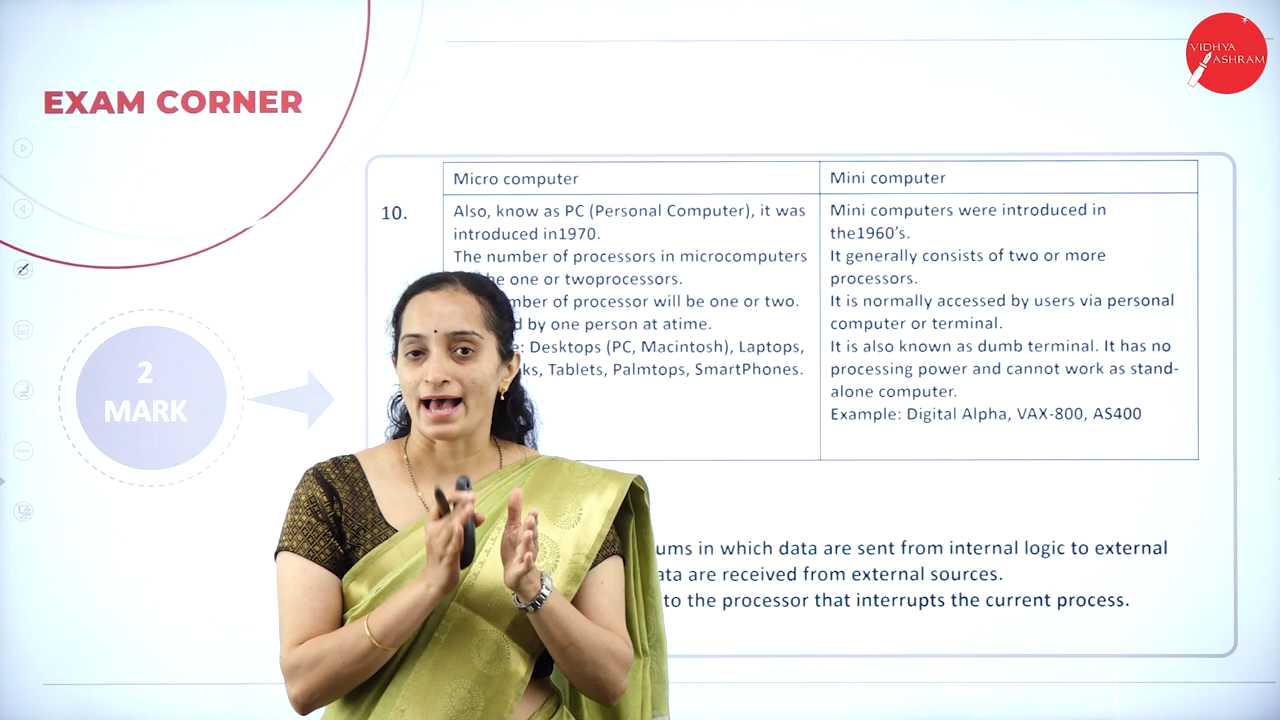 VIDHYA
ASHRAM
EXAM CORNER
2
MARK
10.
Micro computer
Also, know as PC (Personal Computer), it was
introduced in1970.
The number of processors in microcomputers
be one or twoprocessors.
of processor will be one or two.
by one person at atime.
Desktops (PC, Macintosh), Laptops,
Tablets, Palmtops, SmartPhones.
Mini computer
Mini computers were introduced in
the1960's.
It generally consists of two or more
processors.
It is normally accessed by users via personal
computer or terminal.
It is also known as dumb terminal. It has no
processing power and cannot work as stand-
alone computer.
Example: Digital Alpha, VAX-800, AS400
in which data are sent from internal logic to external
are received from external sources.
to the processor that interrupts the current process.